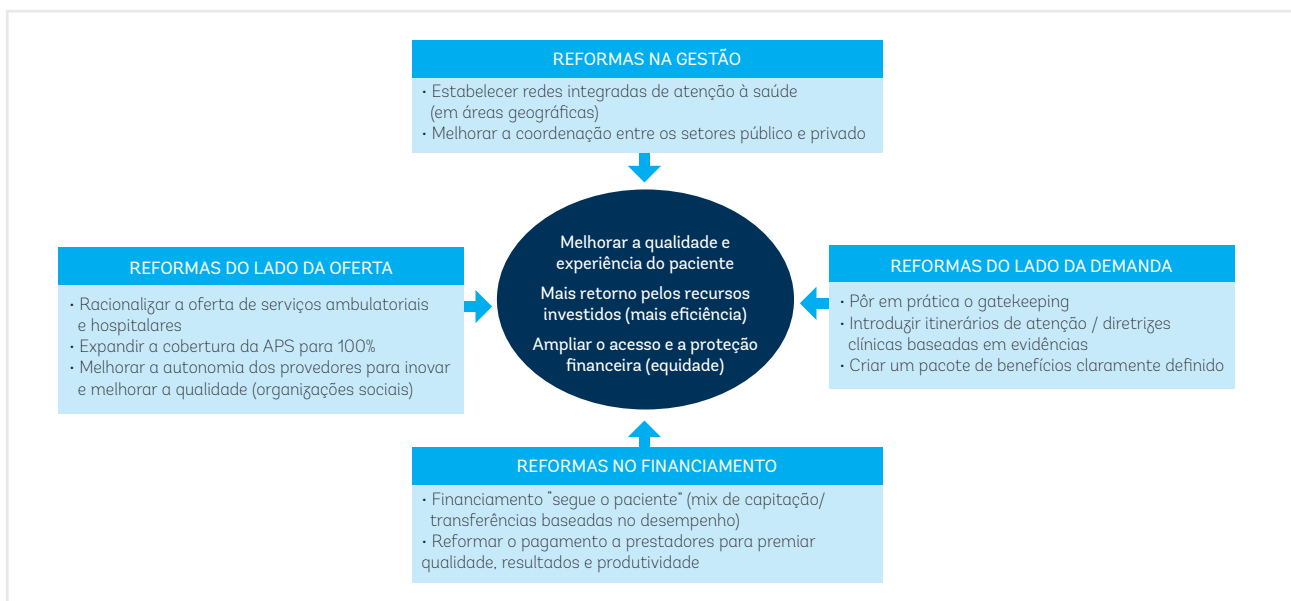 REFORMAS NA GESTÃO
• Estabelecer redes integradas de atenção à saúde
(em áreas geográficas)
• Melhorar a coordenação entre os setores público e privado
REFORMAS DO LADO DA OFERTA
• Racionalizar a oferta de serviços ambulatoriais
e hospitalares
• Expandir a cobertura da APS para 100%
• Melhorar a autonomia dos provedores para inovar
e melhorar a qualidade (organizações sociais)
Melhorar a qualidade e
experiência do paciente
Mais retorno pelos recursos
investidos (mais eficiência)
Ampliar o acesso e a proteção
financeira (equidade)
REFORMAS DO LADO DA DEMANDA
• Pôr em prática o gatekeeping
• Introduzir itinerários de atenção / diretrizes
clínicas baseadas em evidências
• Criar um pacote de benefícios claramente definido
REFORMAS NO FINANCIAMENTO
• Financiamento "segue o paciente" (mix de capitação/
transferências baseadas no desempenho)
• Reformar o pagamento a prestadores para premiar
qualidade, resultados e produtividade